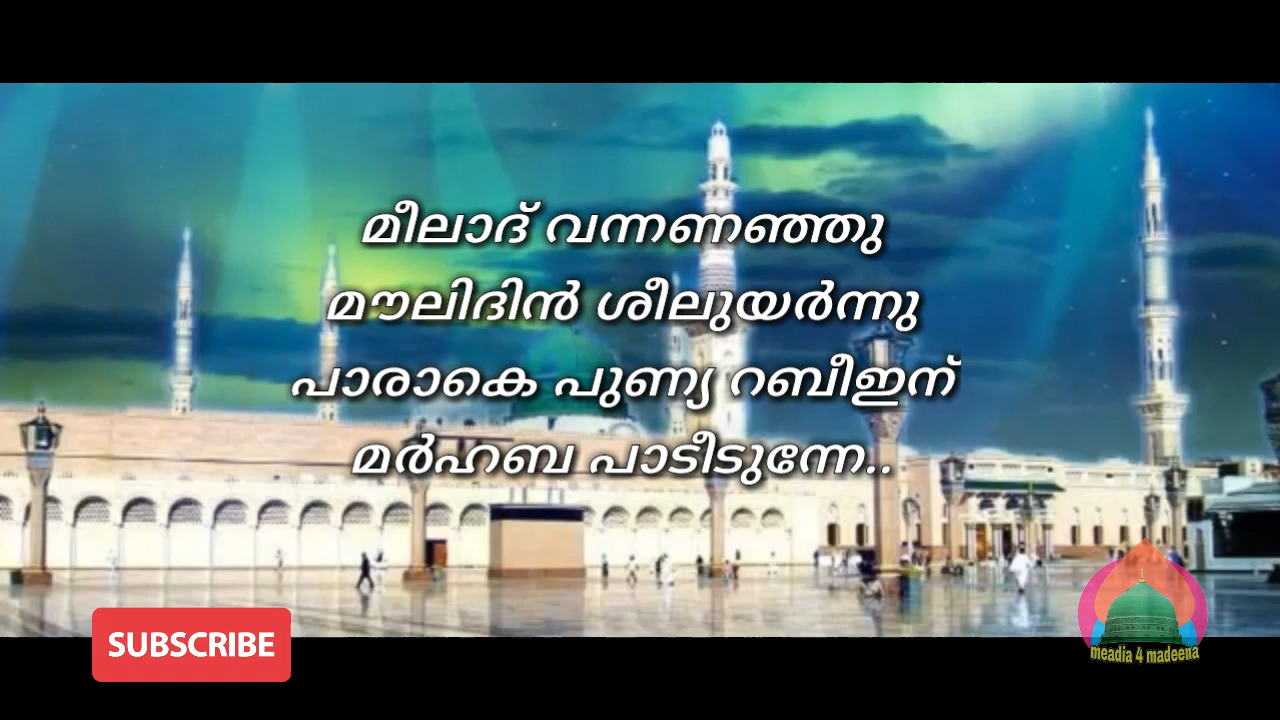 മീലാദ് വന്നണഞ്ഞു
മൗലിദിൻ ശീലുയർന്നു
പാരാകെ പുണ്യ റബീഇന്
മർഹബ പാടീടുന്നേ..
SUBSCRIBE
meadia 4 madeena